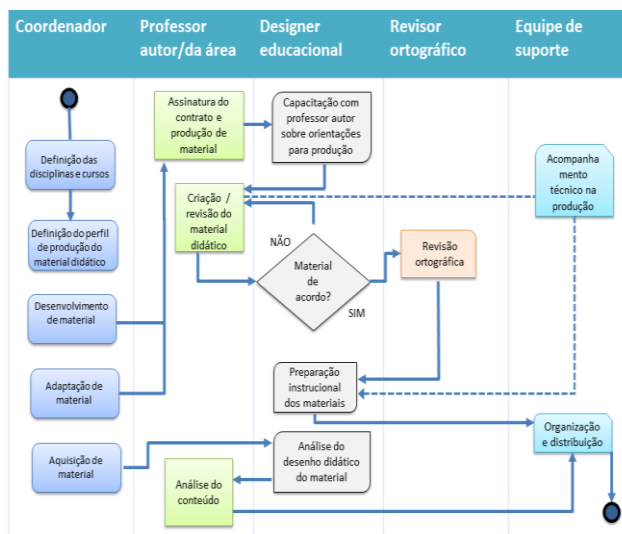 Coordenador
Professor
autor/da área
Designer
educacional
Revisor
ortográfico
Equipe de
suporte
Assinatura do
contrato e
produção de
material
Capacitação com
professor autor
sobre orientações
para produção
Definição das
disciplinas e cursos
Acompanha
mento
técnico na
produção
Criação /
revisão do
material
didático
Definição do perfil
de produção do
material didático
NÃO
Material
de
acordo?
SIM
Revisão
ortográfica
Desenvolvimento
de material
Adaptação de
material
Preparação
instrucional
dos materiais
Organização
e distribuição
Aquisição de
material
Análise do
desenho didático
do material
Análise do
conteúdo